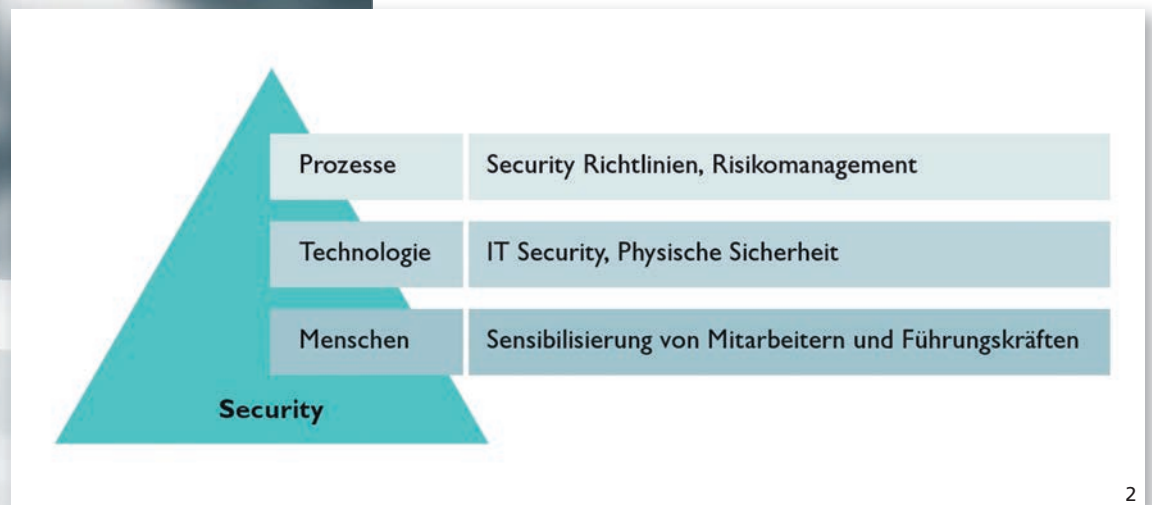 Prozesse Security Richtlinien, Risikomanagement
Technologie IT Security, Physische Sicherheit
Menschen Sensibilisierung von Mitarbeitern und Führungskräften
Security
2